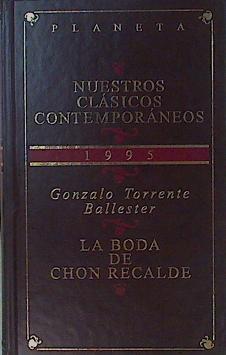 PLANETA
NUESTROS
CLÁSICOS
CONTEMPORÁNEOS
1995
Gonzalo Torrente
Ballester
LA BODA
DE
CHON RECALDE